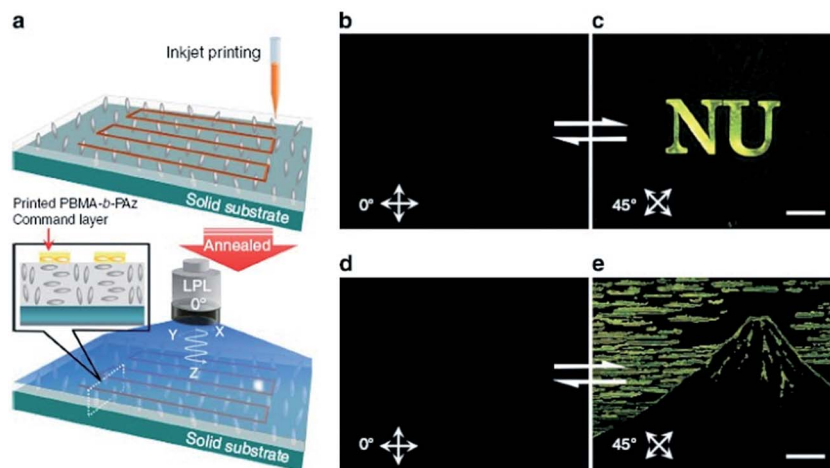 a
Inkjet printing
Solid substrate
Printed PBMA-b-PAz
Command layer
Annealed
LPL
0°
Y
X
Z
Solid substrate
b
0°
c
NU
45°
d
0°
e
45°